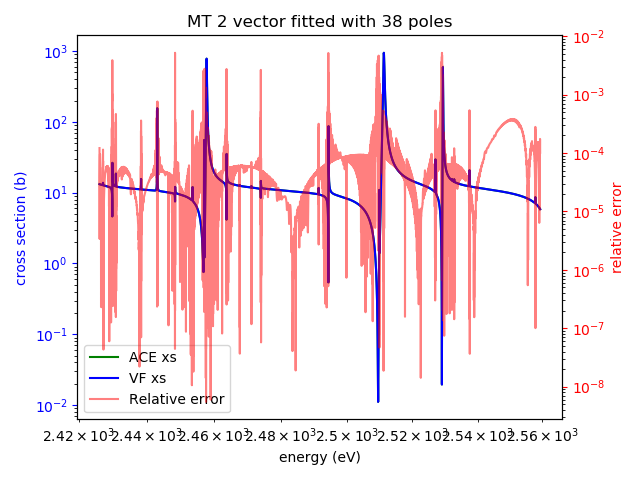 MT 2 vector fitted with 38 poles
10³
10²
10¹
10⁰
10⁻¹
10⁻²
cross section (b)
10⁻²
10⁻³
10⁻⁴
10⁻⁵
10⁻⁶
10⁻⁷
10⁻⁸
relative error
ACE xs
VF xs
Relative error
2.42 × 10³ 2.44 × 10³ 2.46 × 10³ 2.48 × 10³ 2.5 × 10³ 2.52 × 10³ 2.54 × 10³ 2.56 × 10³
energy (eV)